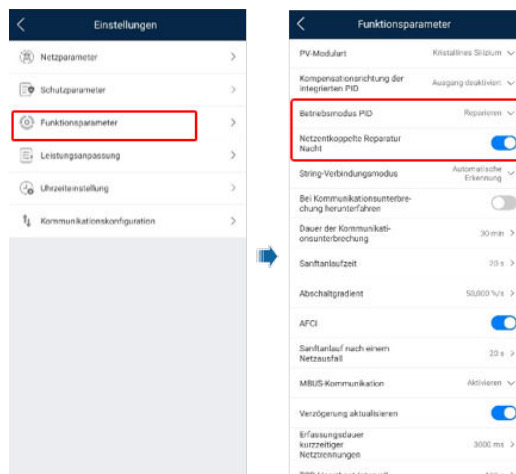 Einstellungen
Netzparameter
Schutzparameter
Funktionsparameter
Leistungsanpassung
Uhrzeiteinstellung
Kommunikationskonfiguration
Funktionsparameter
PV-Modulart Kristallines Silizium
Kompensationsrichtung der
integrierten PID Ausgang deaktiviert
Betriebsmodus PID Reparieren
Netzentkoppelte Reparatur
Nacht
String-Verbindungsmodus Automatische
Erkennung
Bei Kommunikationsunterbre-
chung herunterfahren
Dauer der Kommunikati-
onsunterbrechung 30 min
Sanftanlaufzeit 20 s
Abschaltgradient 50,000 %/s
AFCI
Sanftanlauf nach einem
Netzausfall 20 s
MBUS-Kommunikation Aktivieren
Verzögerung aktualisieren
Erfassungsdauer
kurzzeitiger
Netztrennungen 3000 ms